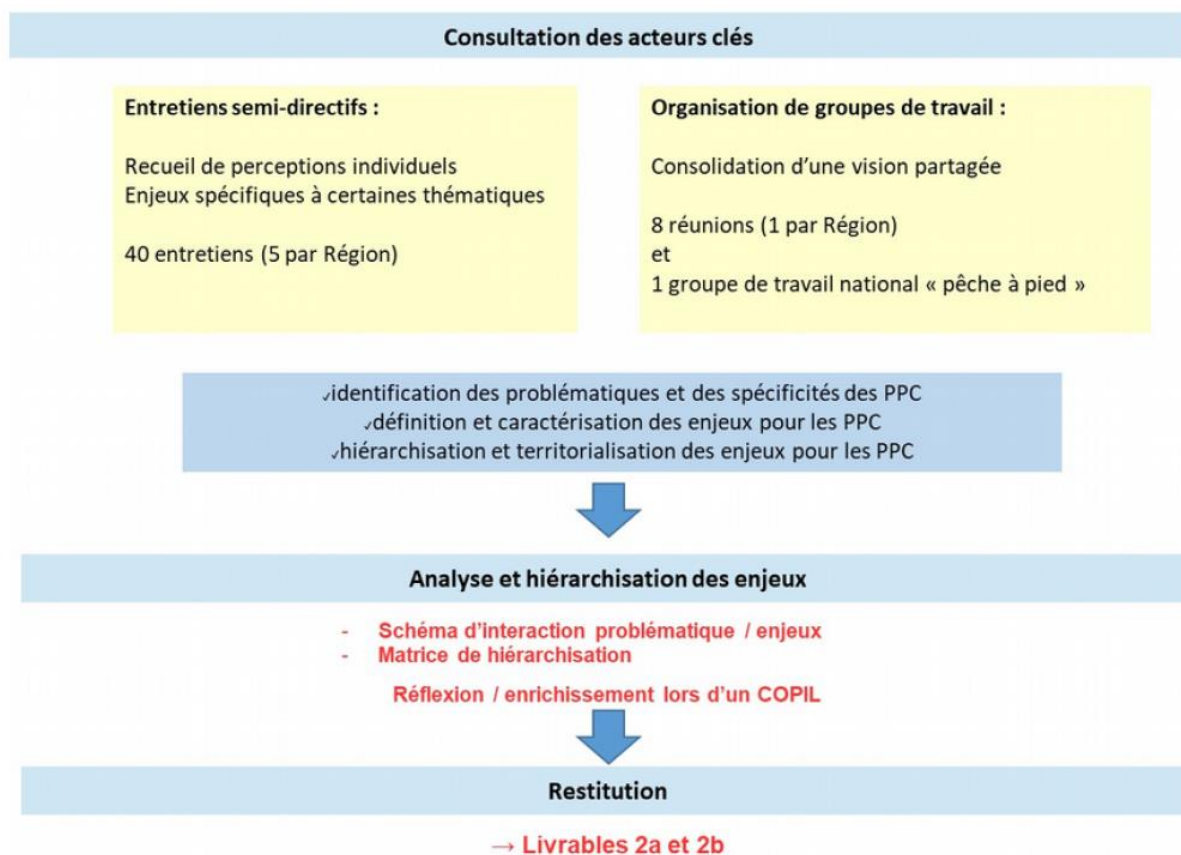 Consultation des acteurs clés
Entretiens semi-directifs :
Recueil de perceptions individuels
Enjeux spécifiques à certaines thématiques
40 entretiens (5 par Région)
Organisation de groupes de travail :
Consolidation d’une vision partagée
8 réunions (1 par Région)
et
1 groupe de travail national « pêche à pied »
✓identification des problématiques et des spécificités des PPC
✓définition et caractérisation des enjeux pour les PPC
✓hiérarchisation et territorialisation des enjeux pour les PPC
Analyse et hiérarchisation des enjeux
- Schéma d’interaction problématique / enjeux
- Matrice de hiérarchisation
Réflexion / enrichissement lors d’un COPIL
Restitution
→ Livrables 2a et 2b